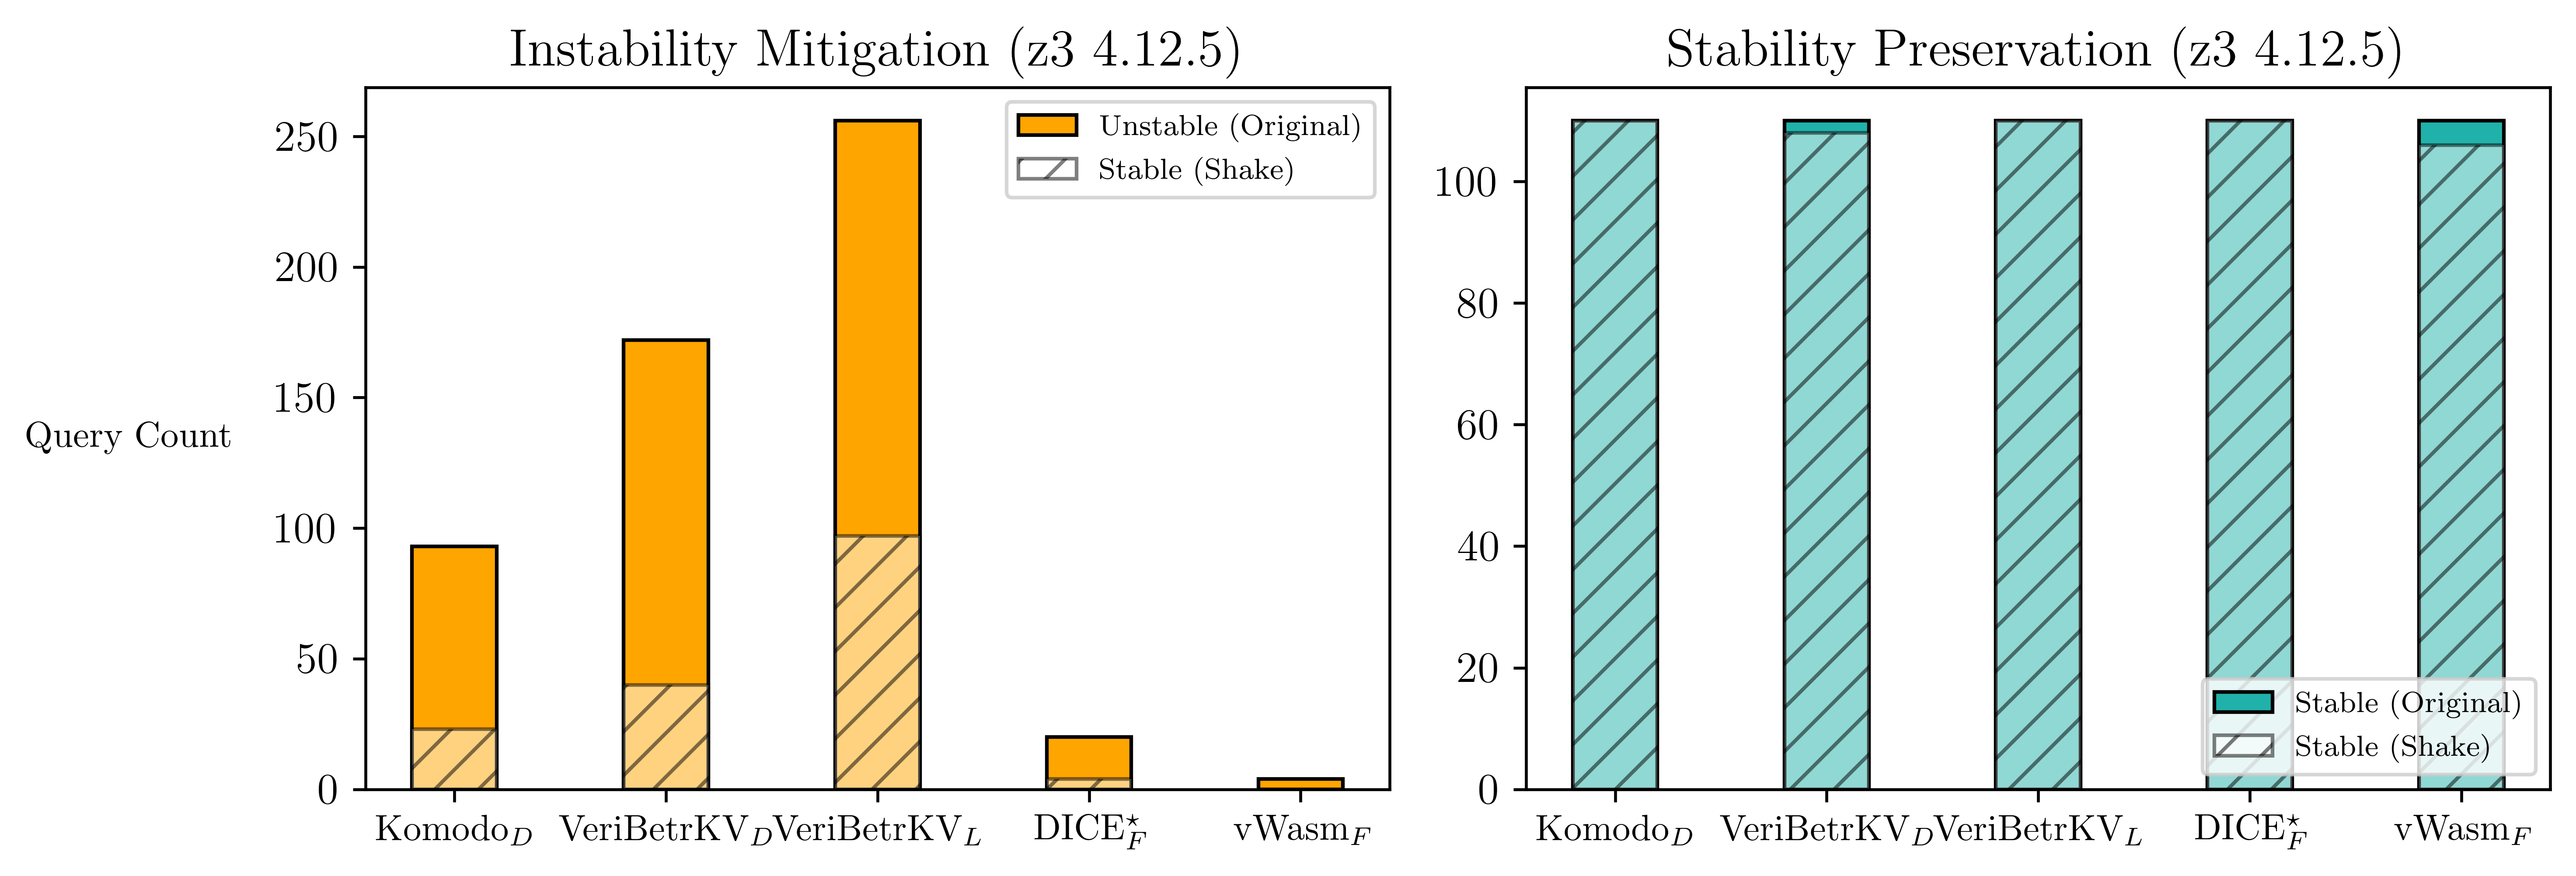 Instability Mitigation (z3 4.12.5)
Query Count
250
200
150
100
50
0
Unstable (Original)
Stable (Shake)
Komodo_D VeriBetrKV_D VeriBetrKV_L DICE^⋆_F vWasm_F
Stability Preservation (z3 4.12.5)
100
80
60
40
20
0
Stable (Original)
Stable (Shake)
Komodo_D VeriBetrKV_D VeriBetrKV_L DICE^⋆_F vWasm_F